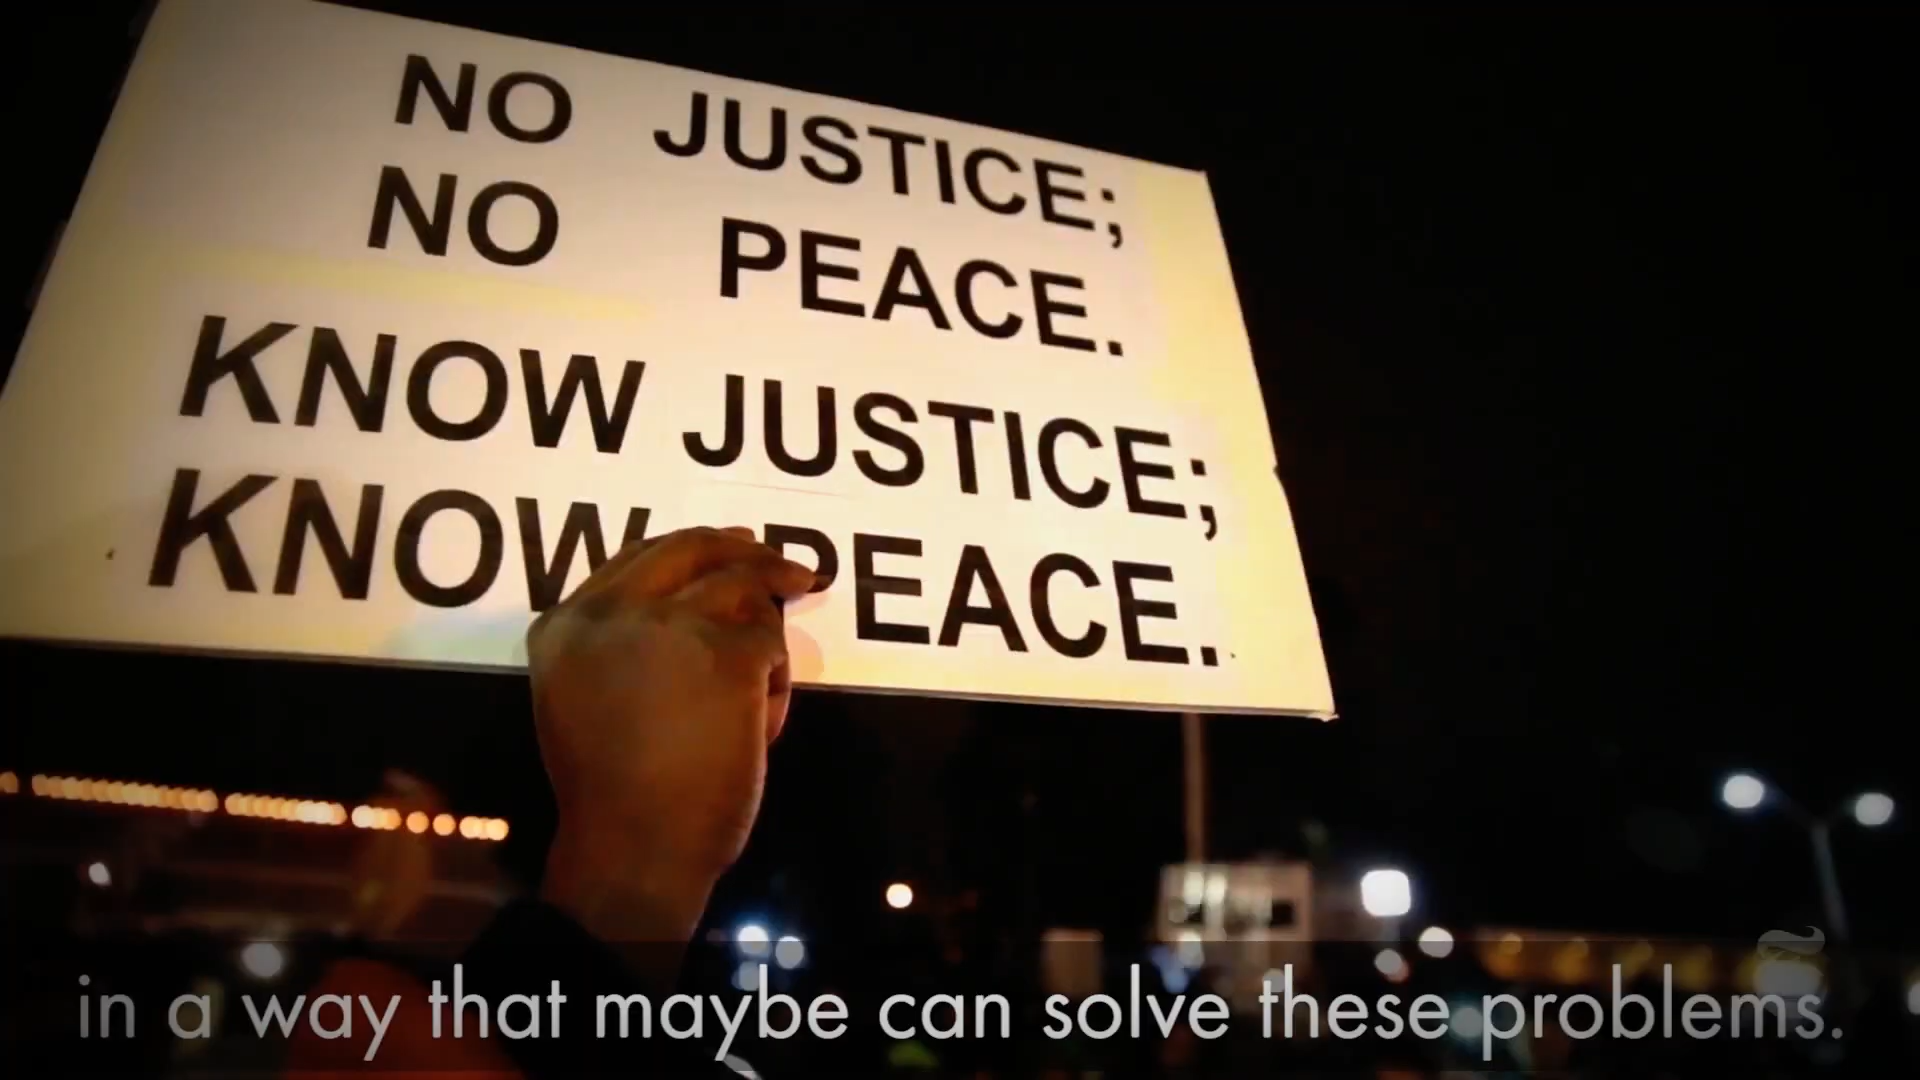 NO JUSTICE;
NO PEACE.
KNOW JUSTICE;
KNOW PEACE.
in a way that maybe can solve these problems.